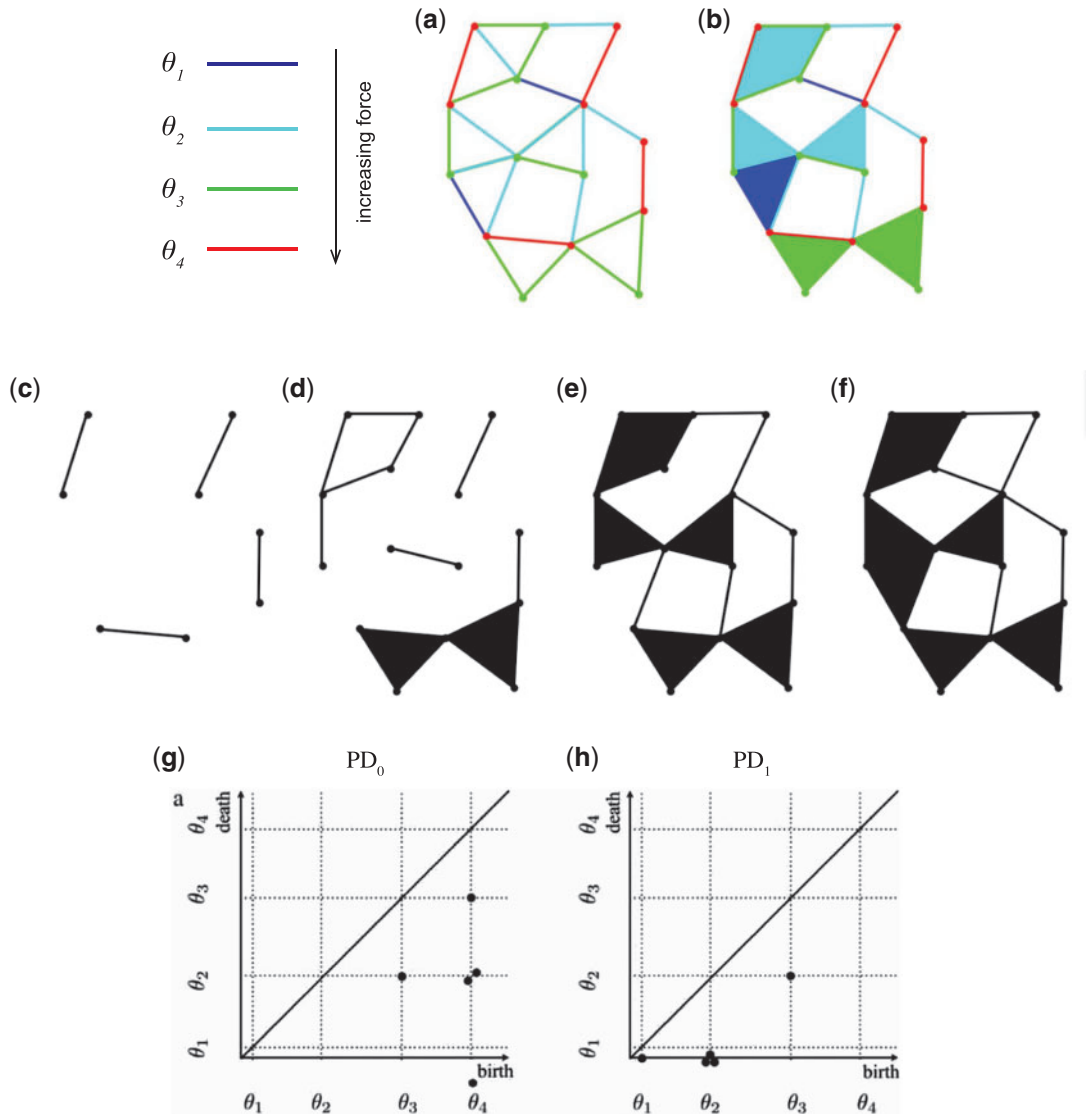 (a)
(b)
θ1
θ2
θ3
θ4
increasing force
(c)
(d)
(e)
(f)
(g)
PD0
a
death
θ4
θ3
θ2
θ1
birth
θ1 θ2 θ3 θ4
(h)
PD1
death
θ4
θ3
θ2
θ1
birth
θ1 θ2 θ3 θ4